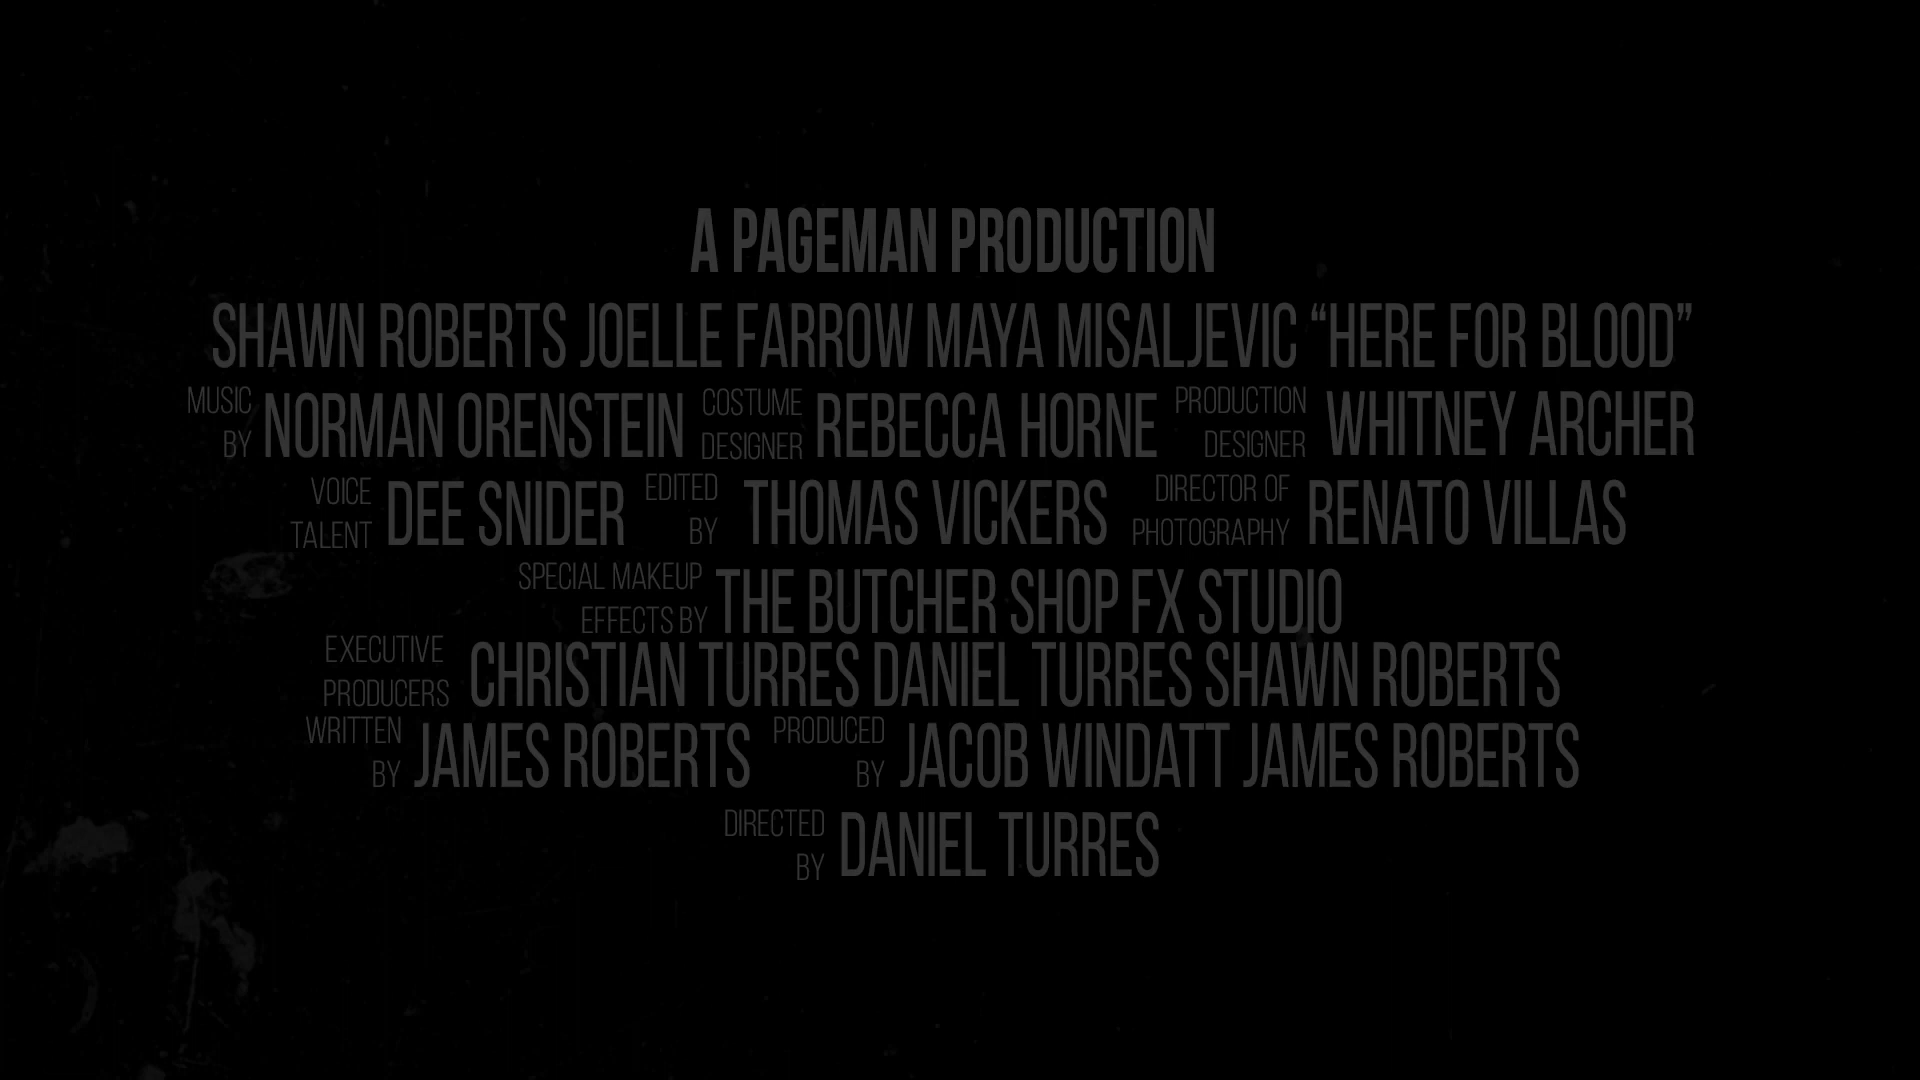 A PAGEMAN PRODUCTION
SHAWN ROBERTS JOELLE FARROW MAYA MISALJEVIC “HERE FOR BLOOD”
MUSIC BY NORMAN ORENSTEIN COSTUME DESIGNER REBECCA HORNE PRODUCTION DESIGNER WHITNEY ARCHER
VOICE TALENT DEE SNIDER EDITED BY THOMAS VICKERS DIRECTOR OF PHOTOGRAPHY RENATO VILLAS
SPECIAL MAKEUP EFFECTS BY THE BUTCHER SHOP FX STUDIO
EXECUTIVE PRODUCERS CHRISTIAN TURRES DANIEL TURRES SHAWN ROBERTS
WRITTEN BY JAMES ROBERTS PRODUCED BY JACOB WINDATT JAMES ROBERTS
DIRECTED BY DANIEL TURRES